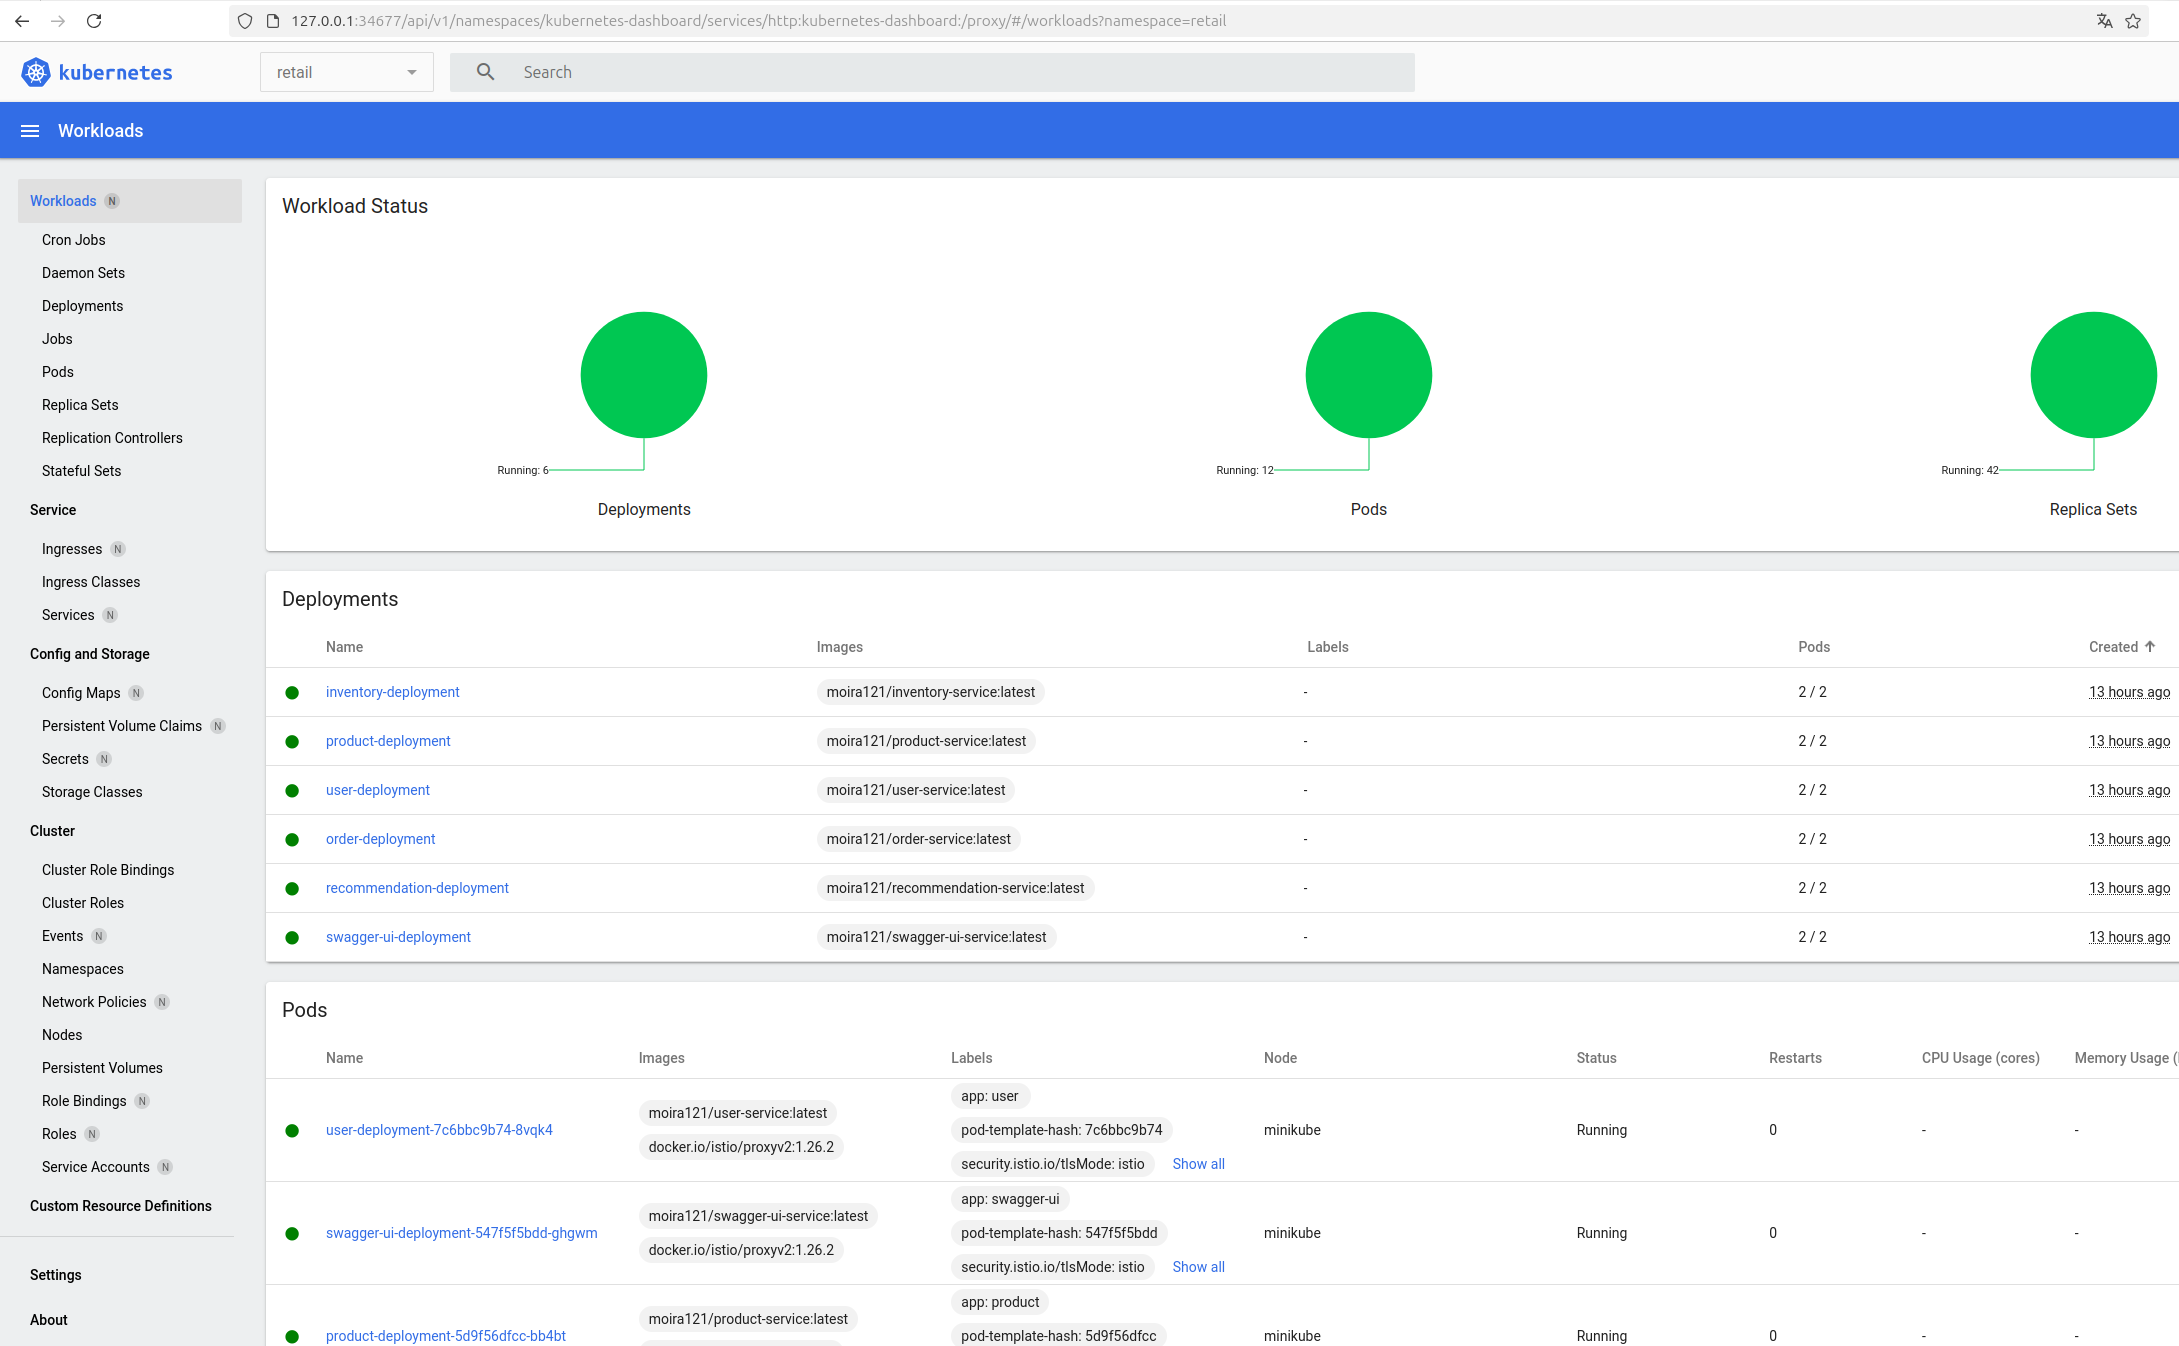 127.0.0.1:34677/api/v1/namespaces/kubernetes-dashboard/services/http:kubernetes-dashboard:/proxy/#/workloads?namespace=retail
kubernetes
retail
Search
Workloads
Workloads N
Cron Jobs
Daemon Sets
Deployments
Jobs
Pods
Replica Sets
Replication Controllers
Stateful Sets
Service
Ingresses N
Ingress Classes
Services N
Config and Storage
Config Maps N
Persistent Volume Claims N
Secrets N
Storage Classes
Cluster
Cluster Role Bindings
Cluster Roles
Events N
Namespaces
Network Policies N
Nodes
Persistent Volumes
Role Bindings N
Roles N
Service Accounts N
Custom Resource Definitions
Settings
About
Workload Status
Running: 6
Deployments
Running: 12
Pods
Running: 42
Replica Sets
Deployments
Name Images Labels Pods Created
inventory-deployment moira121/inventory-service:latest - 2 / 2 13 hours ago
product-deployment moira121/product-service:latest - 2 / 2 13 hours ago
user-deployment moira121/user-service:latest - 2 / 2 13 hours ago
order-deployment moira121/order-service:latest - 2 / 2 13 hours ago
recommendation-deployment moira121/recommendation-service:latest - 2 / 2 13 hours ago
swagger-ui-deployment moira121/swagger-ui-service:latest - 2 / 2 13 hours ago
Pods
Name Images Labels Node Status Restarts CPU Usage (cores) Memory Usage (
user-deployment-7c6bbc9b74-8vqk4
moira121/user-service:latest
docker.io/istio/proxyv2:1.26.2
app: user
pod-template-hash: 7c6bbc9b74
security.istio.io/tlsMode: istio Show all
minikube Running 0 - -
swagger-ui-deployment-547f5f5bdd-ghgwm
moira121/swagger-ui-service:latest
docker.io/istio/proxyv2:1.26.2
app: swagger-ui
pod-template-hash: 547f5f5bdd
security.istio.io/tlsMode: istio Show all
minikube Running 0 - -
product-deployment-5d9f56dfcc-bb4bt
moira121/product-service:latest
app: product
pod-template-hash: 5d9f56dfcc
minikube Running 0 - -